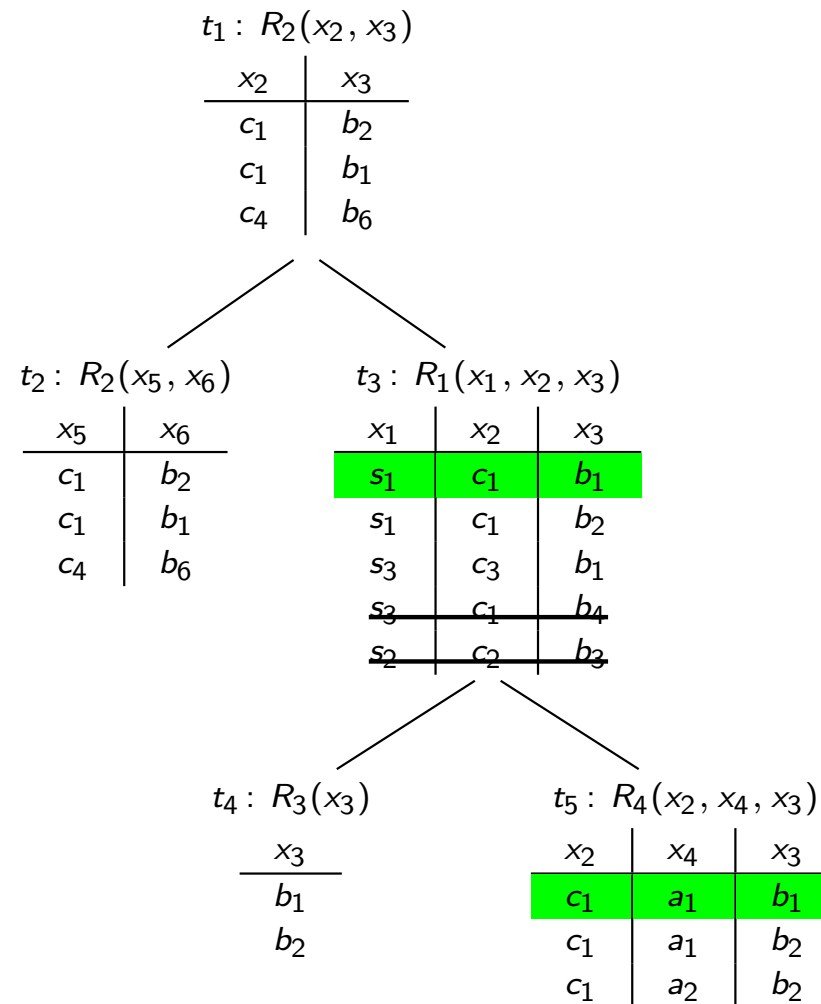 t₁ : R₂(x₂, x₃)
x₂ x₃
c₁ b₂
c₁ b₁
c₄ b₆
t₂ : R₂(x₅, x₆) t₃ : R₁(x₁, x₂, x₃)
x₅ x₆ x₁ x₂ x₃
c₁ b₂ s₁ c₁ b₁
c₁ b₁ s₁ c₁ b₂
c₄ b₆ s₃ c₃ b₁
s₃ c₁ b₄
s₂ c₂ b₃
t₄ : R₃(x₃) t₅ : R₄(x₂, x₄, x₃)
x₃ x₂ x₄ x₃
b₁ c₁ a₁ b₁
b₂ c₁ a₁ b₂
c₁ a₂ b₂